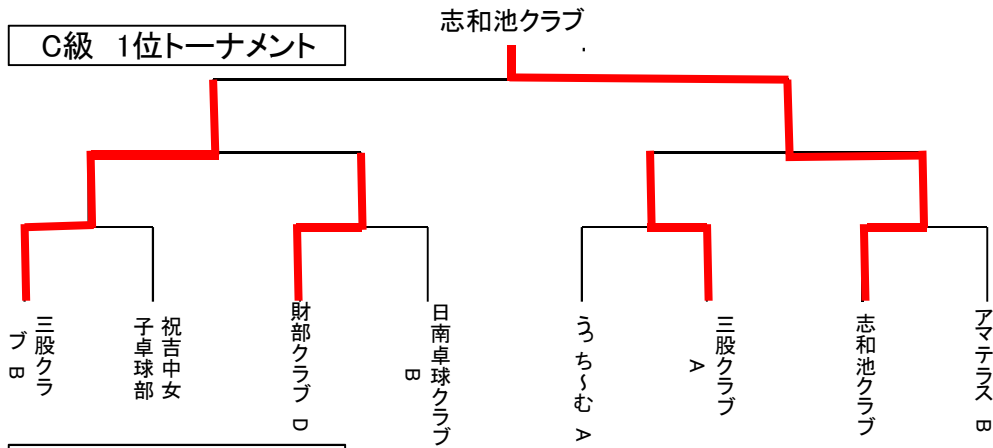 志和池クラブ
C級 1位トーナメント
三股クラ
ブ B
祝吉中女
子卓球部
財部クラブ D
日南卓球クラブ
B
うっち~む A
三股クラブ
A
志和池クラブ
アマテラス B